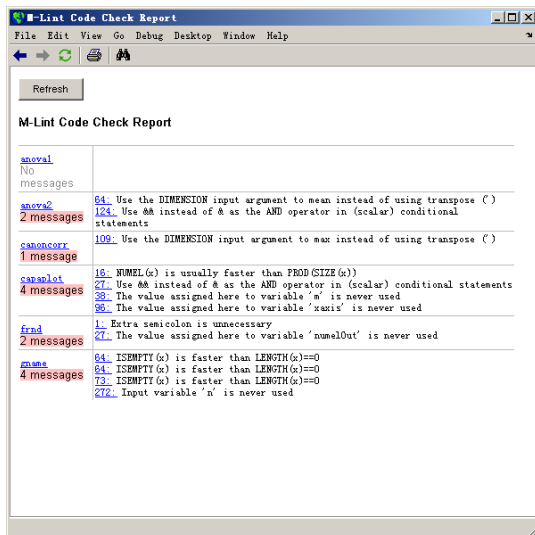 M-Lint Code Check Report
File Edit View Go Debug Desktop Window Help
Refresh
M-Lint Code Check Report
anova1
No
messages
anova2
2 messages
64: Use the DIMENSION input argument to mean instead of using transpose (')
124: Use && instead of & as the AND operator in (scalar) conditional
statements
canoncorr
1 message
109: Use the DIMENSION input argument to max instead of using transpose (')
capaplot
4 messages
16: NUMEL(x) is usually faster than PROD(SIZE(x))
27: Use && instead of & as the AND operator in (scalar) conditional statements
38: The value assigned here to variable 'm' is never used
96: The value assigned here to variable 'xaxis' is never used
frnd
2 messages
1: Extra semicolon is unnecessary
27: The value assigned here to variable 'numelOut' is never used
gname
4 messages
64: ISEMPTY(x) is faster than LENGTH(x)==0
64: ISEMPTY(x) is faster than LENGTH(x)==0
73: ISEMPTY(x) is faster than LENGTH(x)==0
272: Input variable 'n' is never used